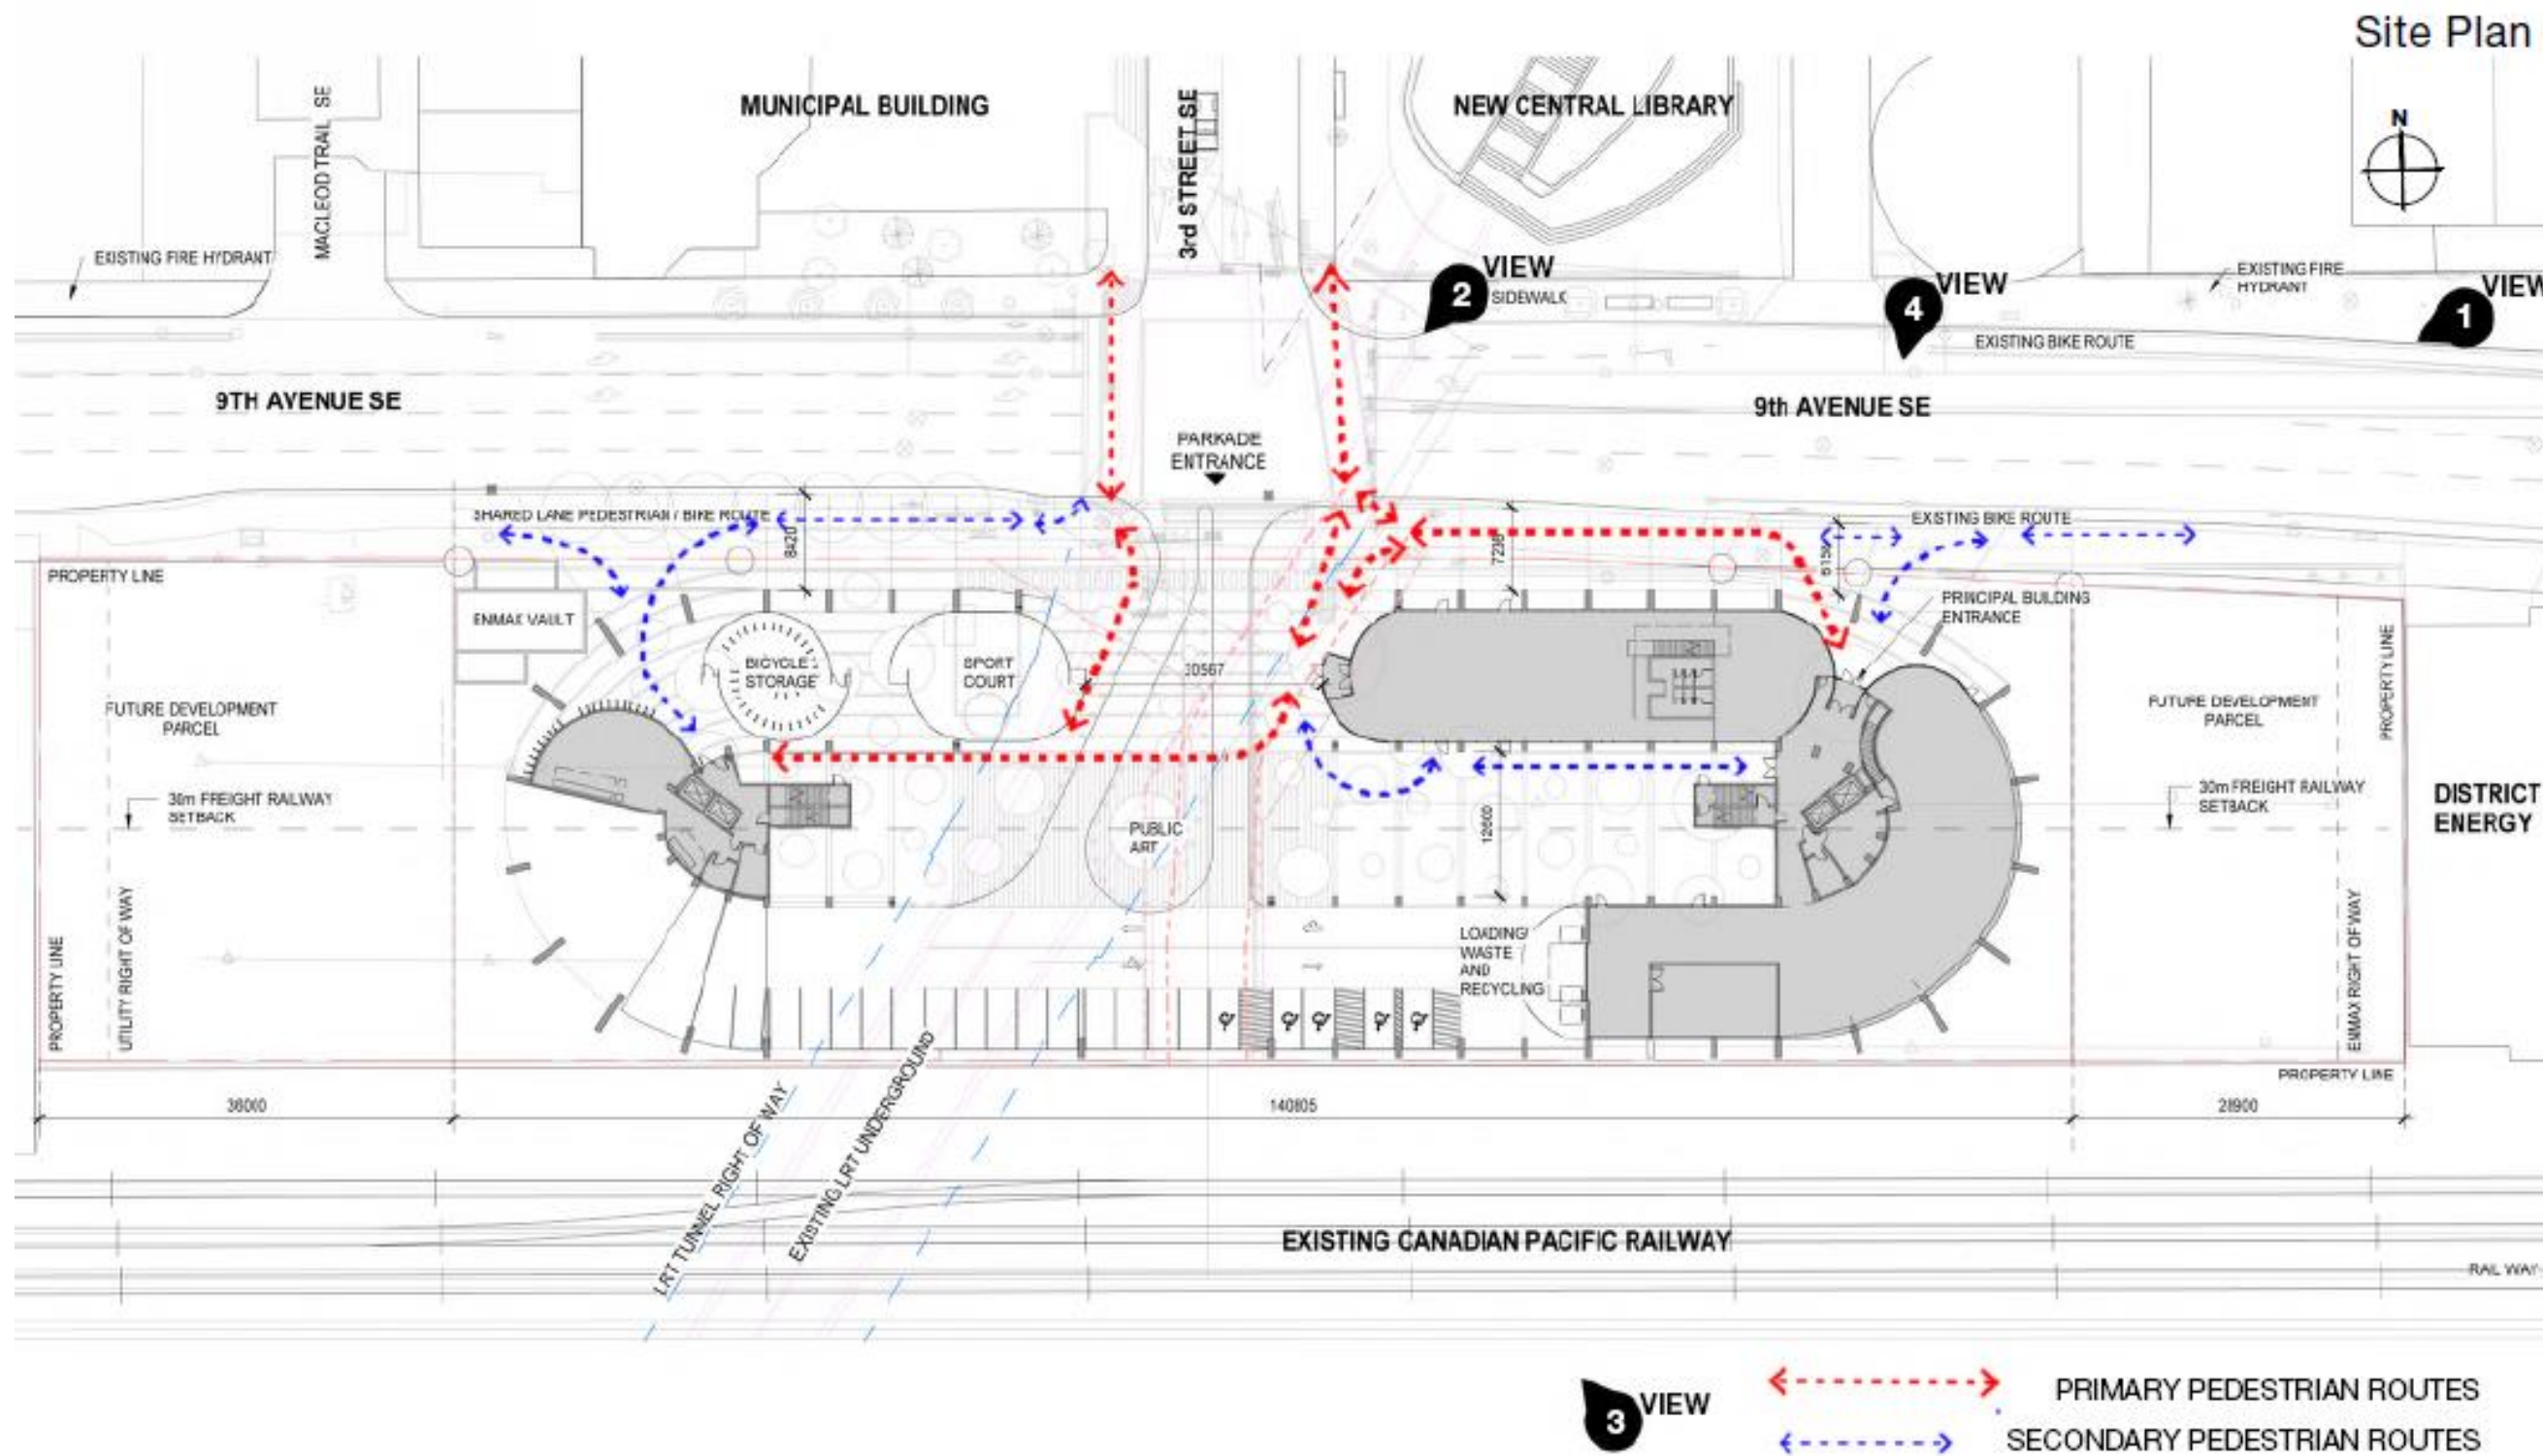 Site Plan
MUNICIPAL BUILDING
NEW CENTRAL LIBRARY
MACLEOD TRAIL SE
3rd STREET SE
N
EXISTING FIRE HYDRANT
VIEW
2
SIDEWALK
VIEW
4
EXISTING FIRE
HYDRANT
VIEW
1
EXISTING BIKE ROUTE
9TH AVENUE SE
9th AVENUE SE
PARKADE
ENTRANCE
SHARED LANE PEDESTRIAN / BIKE ROUTE
EXISTING BIKE ROUTE
8420
PROPERTY LINE
ENMAX VAULT
PRINCIPAL BUILDING
ENTRANCE
BICYCLE
STORAGE
SPORT
COURT
30567
PROPERTY LINE
FUTURE DEVELOPMENT
PARCEL
FUTURE DEVELOPMENT
PARCEL
30m FREIGHT RAILWAY
SETBACK
30m FREIGHT RAILWAY
SETBACK
DISTRICT
ENERGY
PUBLIC
ART
12600
PROPERTY LINE
UTILITY RIGHT OF WAY
LOADING/
WASTE
AND
RECYCLING
ENMAX RIGHT OF WAY
PROPERTY LINE
36000
140805
28900
LRT TUNNEL RIGHT OF WAY
EXISTING LRT UNDERGROUND
EXISTING CANADIAN PACIFIC RAILWAY
RAIL WAY
3
VIEW
PRIMARY PEDESTRIAN ROUTES
SECONDARY PEDESTRIAN ROUTES